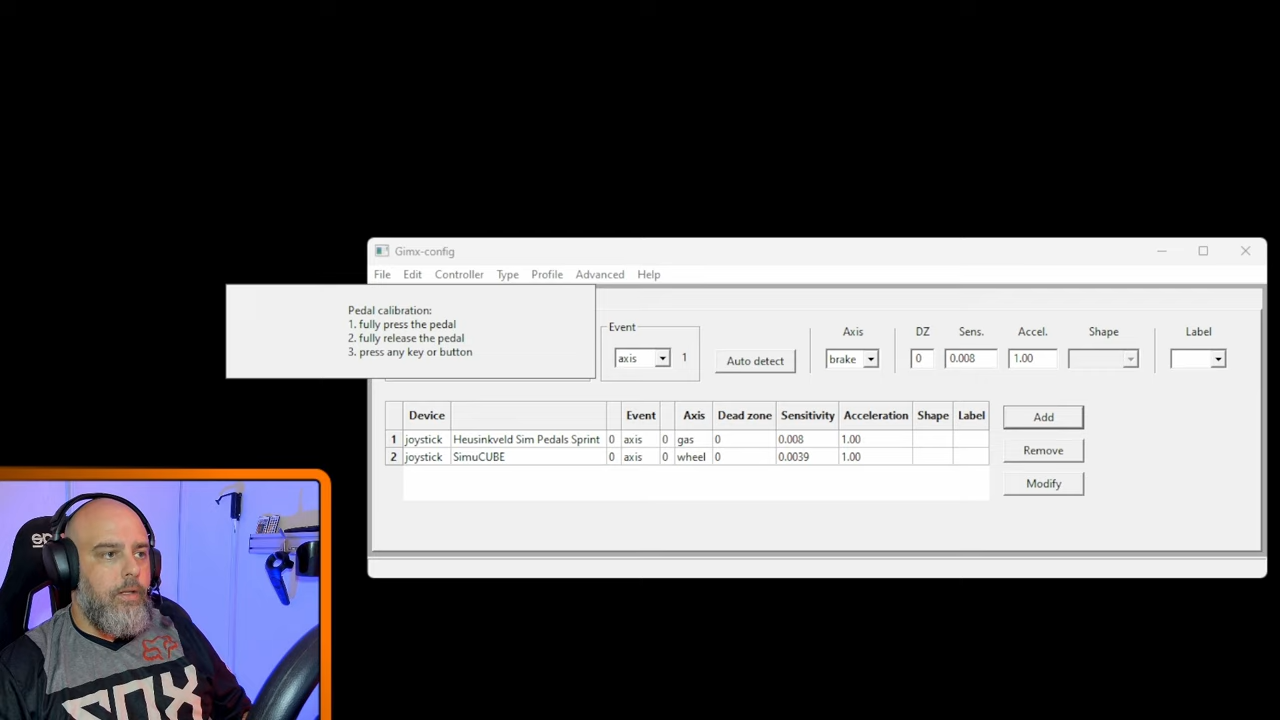 Gimx-config
File Edit Controller Type Profile Advanced Help
Pedal calibration:
1. fully press the pedal
2. fully release the pedal
3. press any key or button
Event
axis 1
Auto detect
Axis
brake
DZ
0
Sens.
0.008
Accel.
1.00
Shape
Label
Device Event Axis Dead zone Sensitivity Acceleration Shape Label
1 joystick Heusinkveld Sim Pedals Sprint 0 axis 0 gas 0 0.008 1.00
2 joystick SimuCUBE 0 axis 0 wheel 0 0.0039 1.00
Add
Remove
Modify